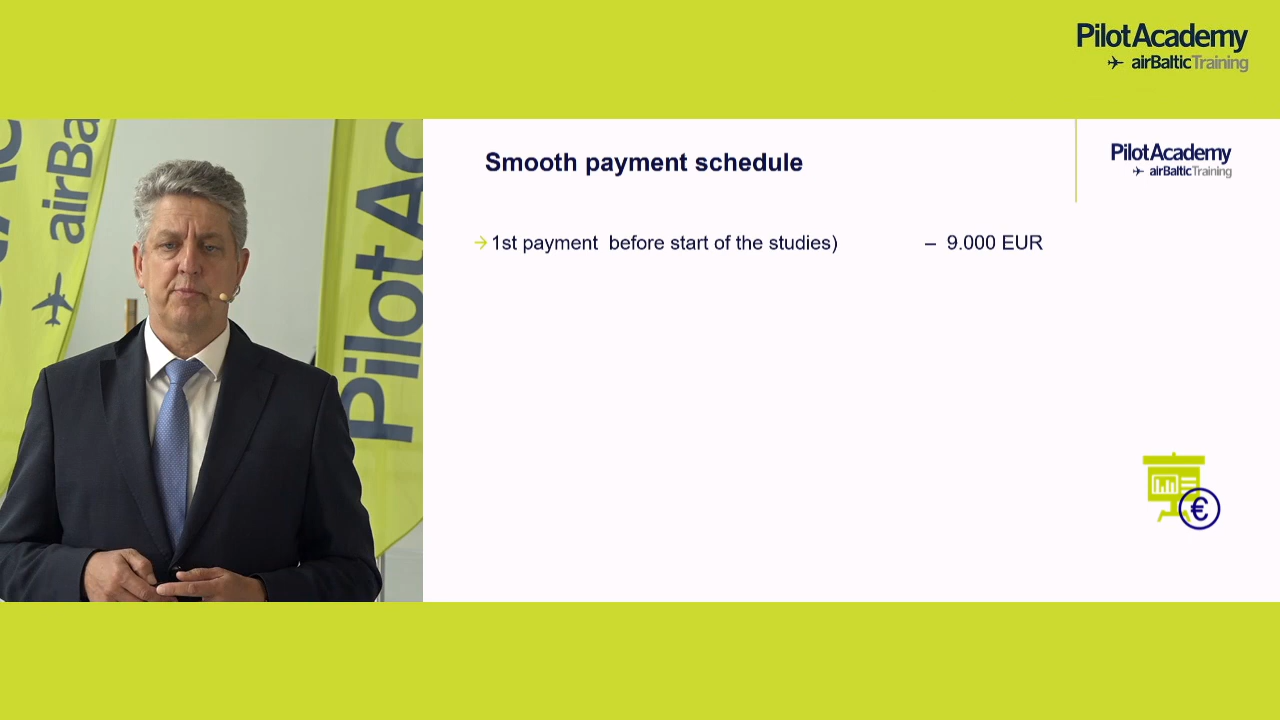 PilotAcademy
airBalticTraining
airBa
PilotAc
Smooth payment schedule
PilotAcademy
airBalticTraining
1st payment  before start of the studies) – 9.000 EUR
€